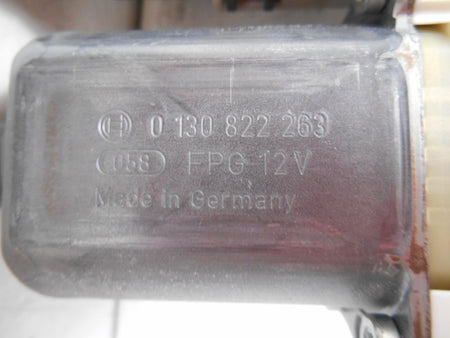 0 130 822 263
058 FPG 12V
Made in Germany